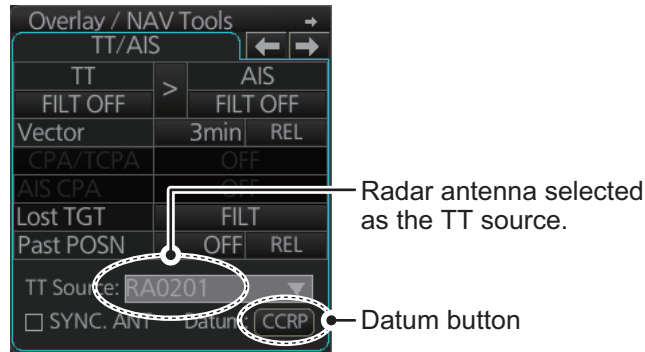 Overlay / NAV Tools →
TT/AIS ← →
TT > AIS
FILT OFF FILT OFF
Vector 3min REL
CPA/TCPA OFF
AIS CPA OFF
Lost TGT FILT
Past POSN OFF REL
TT Source: RA0201
SYNC. ANT Datum: CCRP
Radar antenna selected
as the TT source.
Datum button